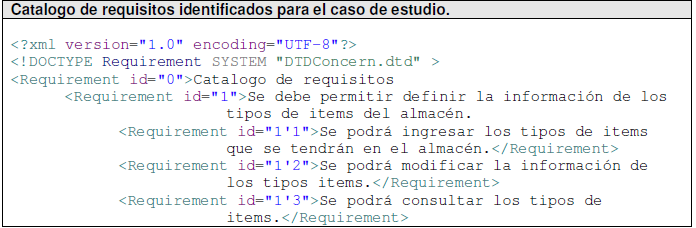 Catalogo de requisitos identificados para el caso de estudio.
<?xml version="1.0" encoding="UTF-8"?>
<!DOCTYPE Requirement SYSTEM "DTDConcern.dtd" >
<Requirement id="0">Catalogo de requisitos
<Requirement id="1">Se debe permitir definir la información de los
tipos de items del almacén.
<Requirement id="1'1">Se podrá ingresar los tipos de items
que se tendrán en el almacén.</Requirement>
<Requirement id="1'2">Se podrá modificar la información de
los tipos items.</Requirement>
<Requirement id="1'3">Se podrá consultar los tipos de
items.</Requirement>